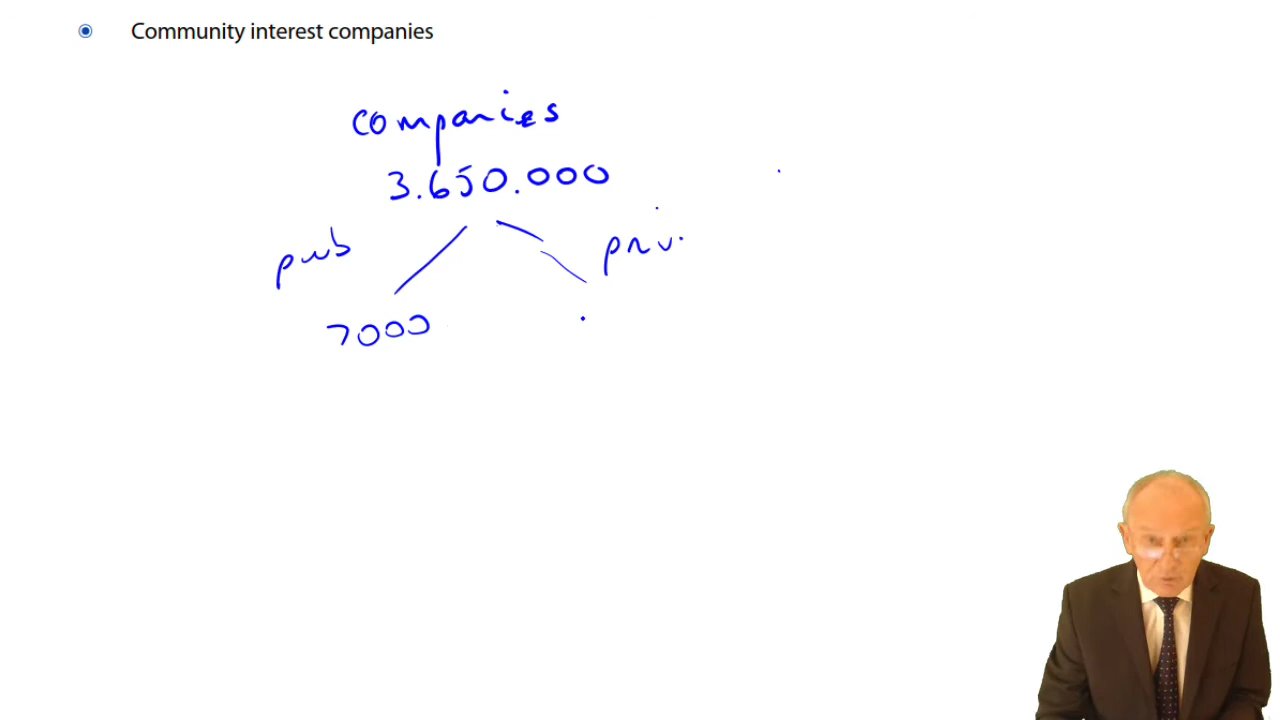 Community interest companies
companies
3.650.000
pub
priv.
7000